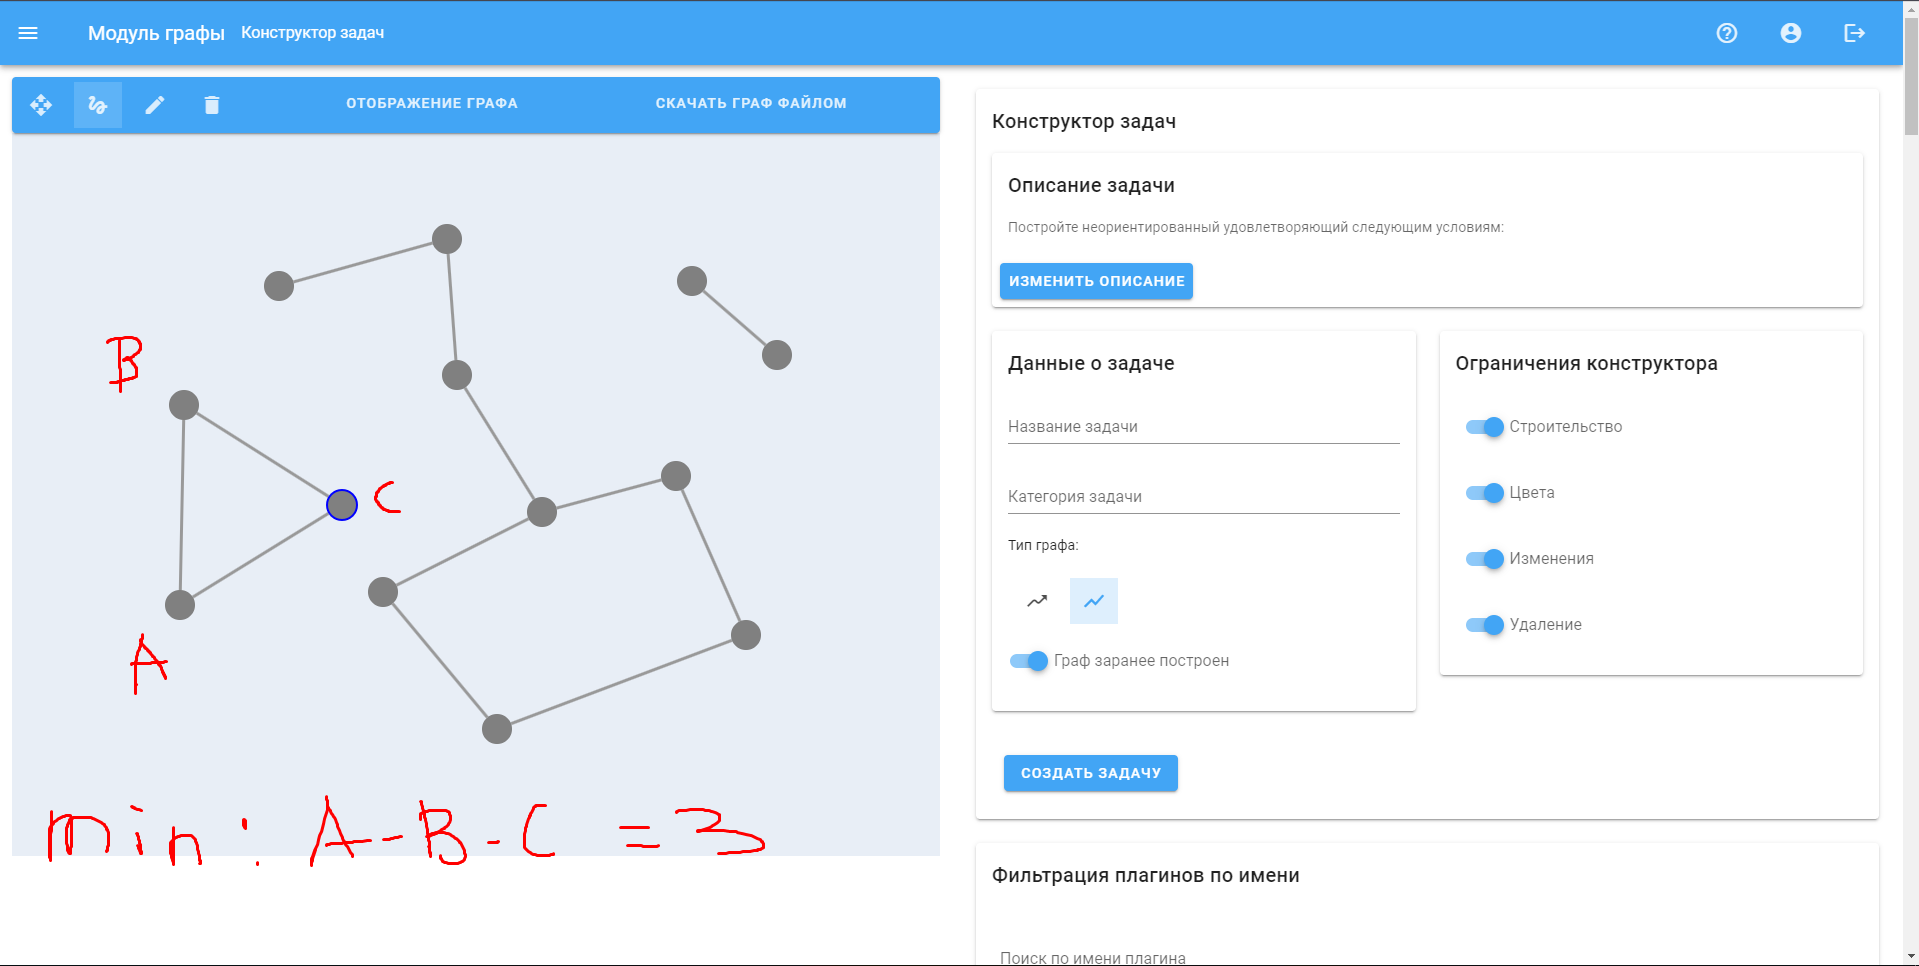 Модуль графы Конструктор задач
ОТОБРАЖЕНИЕ ГРАФА СКАЧАТЬ ГРАФ ФАЙЛОМ
B
C
A
min: A-B-C = 3
Конструктор задач
Описание задачи
Постройте неориентированный удовлетворяющий следующим условиям:
ИЗМЕНИТЬ ОПИСАНИЕ
Данные о задаче
Название задачи
Категория задачи
Тип графа:
Граф заранее построен
Ограничения конструктора
Строительство
Цвета
Изменения
Удаление
СОЗДАТЬ ЗАДАЧУ
Фильтрация плагинов по имени
Поиск по имени плагина